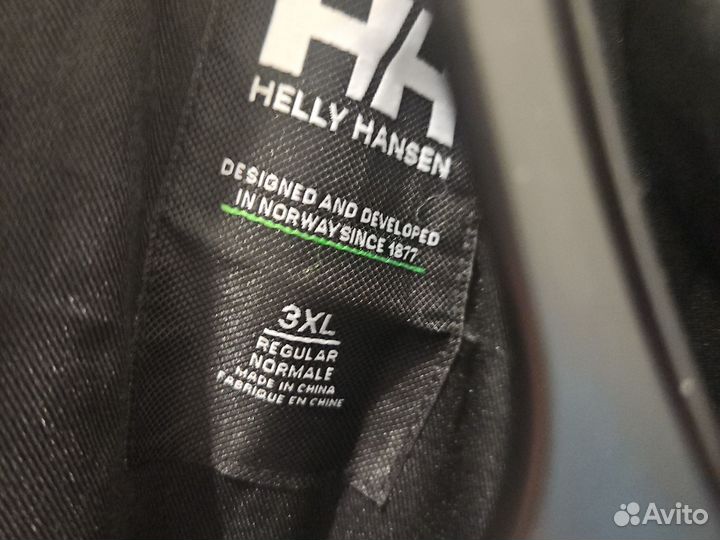 HH
HELLY HANSEN
DESIGNED AND DEVELOPED
IN NORWAY SINCE 1877
3XL
REGULAR
NORMALE
MADE IN CHINA
FABRIQUE EN CHINE
Avito